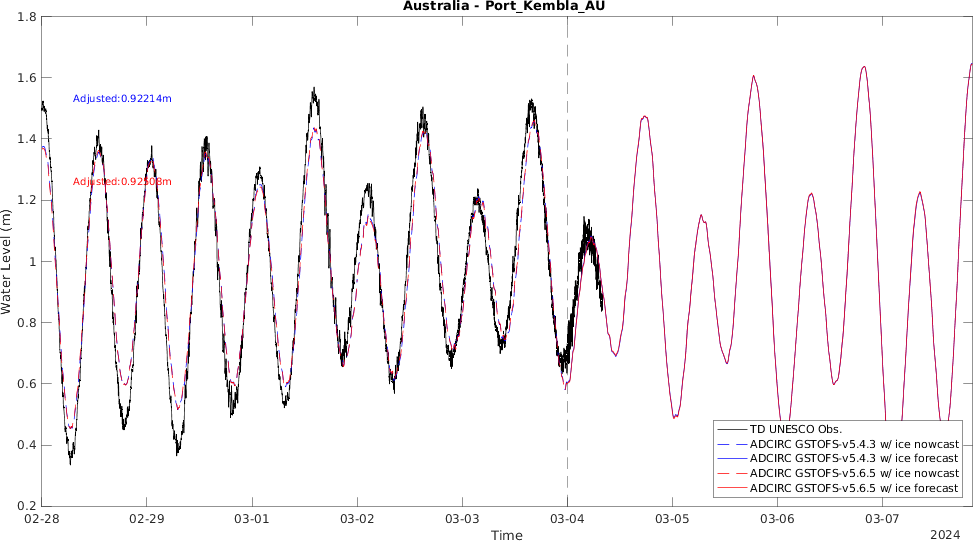 Australia - Port_Kembla_AU
1.8
1.6
1.4
1.2
1
0.8
0.6
0.4
0.2
Water Level (m)
Adjusted:0.92214m
Adjusted:0.92508m
TD UNESCO Obs.
ADCIRC GSTOFS-v5.4.3 w/ ice nowcast
ADCIRC GSTOFS-v5.4.3 w/ ice forecast
ADCIRC GSTOFS-v5.6.5 w/ ice nowcast
ADCIRC GSTOFS-v5.6.5 w/ ice forecast
02-28 02-29 03-01 03-02 03-03 03-04 03-05 03-06 03-07
Time
2024